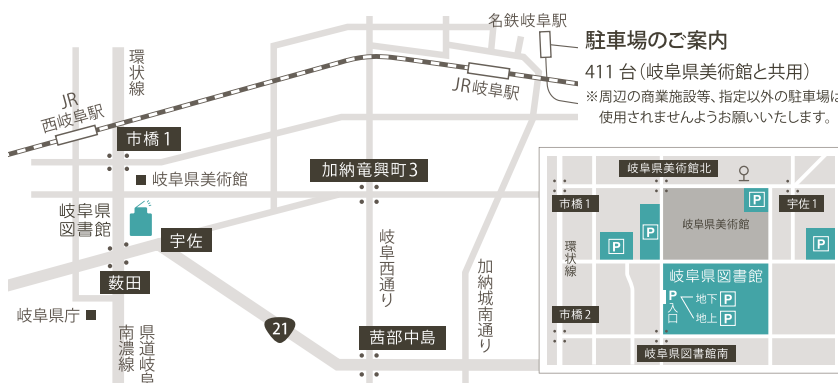 名鉄岐阜駅
駐車場のご案内
411 台（岐阜県美術館と共用）
※周辺の商業施設等、指定以外の駐車場は
使用されませんようお願いいたします。
環状線
JR
西岐阜駅
JR岐阜駅
市橋1
岐阜県美術館
加納竜興町3
岐阜県
図書館
宇佐
薮田
岐阜県庁
県道岐阜
南濃線
21
岐阜西通り
加納城南通り
茜部中島
岐阜県美術館北
市橋1
P
宇佐1
岐阜県美術館
P
P
P
環状線
岐阜県図書館
P
入口
地下 P
地上 P
市橋2
岐阜県図書館南